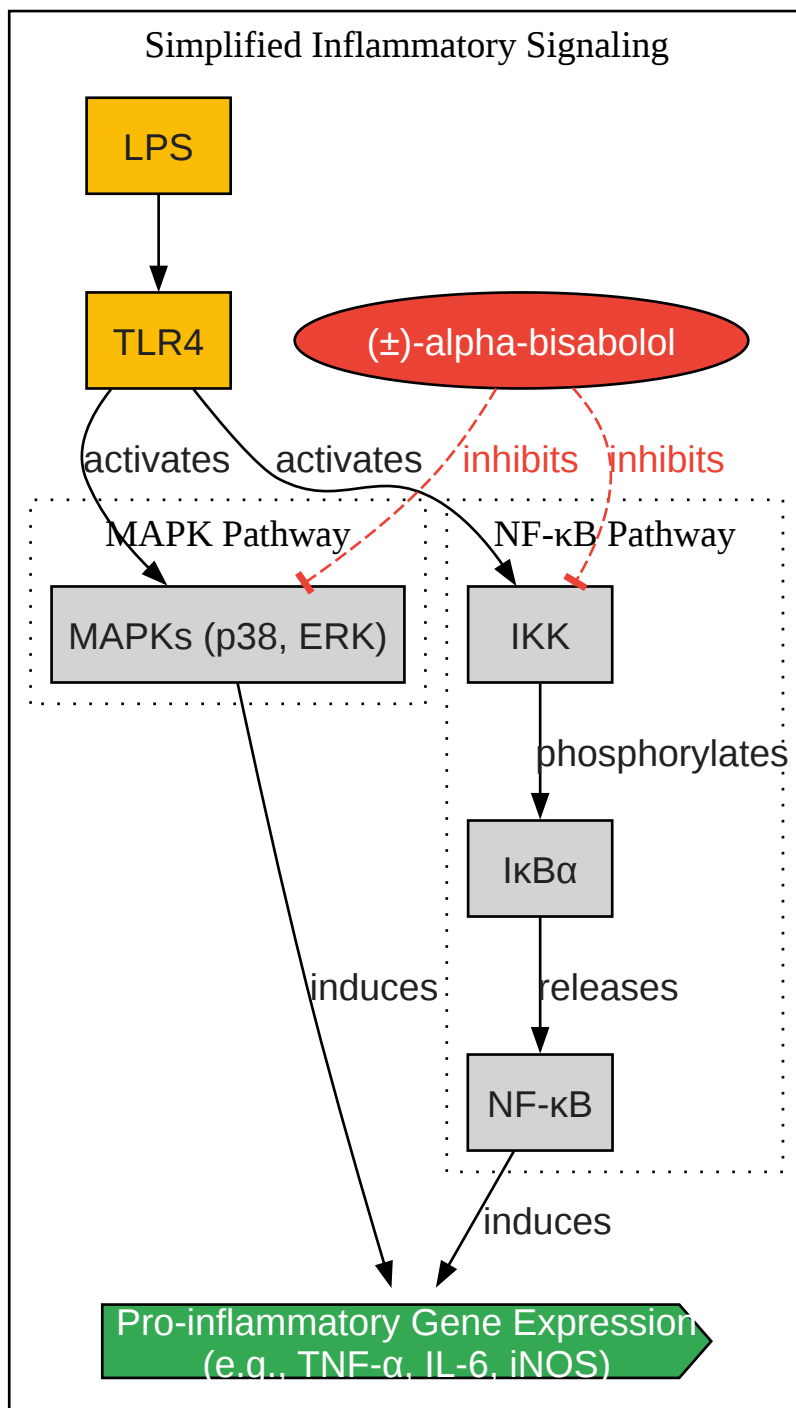 Simplified Inflammatory Signaling
LPS
TLR4
(±)-alpha-bisabolol
activates
activates
inhibits
inhibits
MAPK Pathway
NF-κB Pathway
MAPKs (p38, ERK)
IKK
phosphorylates
IκBα
induces
releases
NF-κB
induces
Pro-inflammatory Gene Expression
(e.g., TNF-α, IL-6, iNOS)